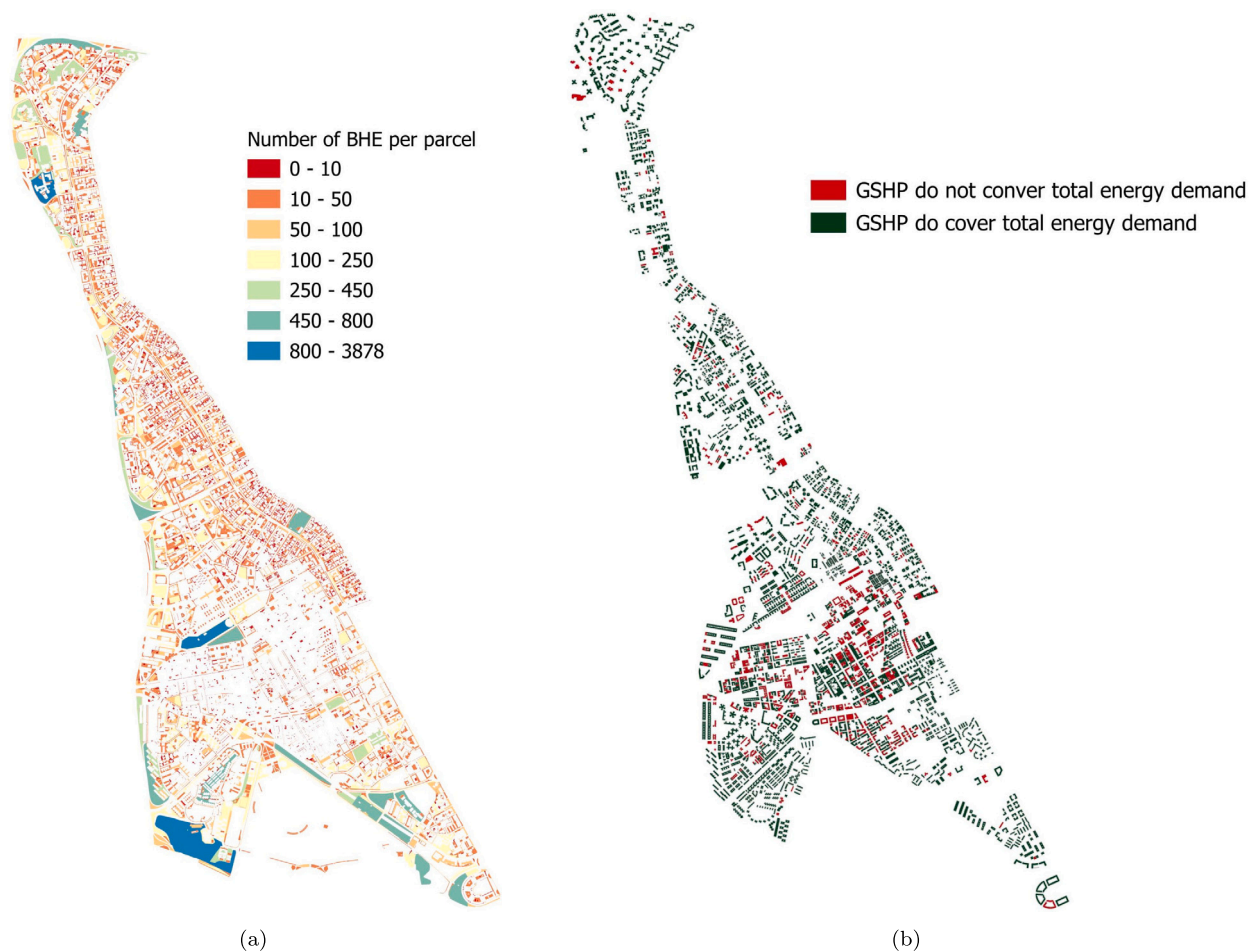 Number of BHE per parcel
0 - 10
10 - 50
50 - 100
100 - 250
250 - 450
450 - 800
800 - 3878
GSHP do not conver total energy demand
GSHP do cover total energy demand
(a)
(b)